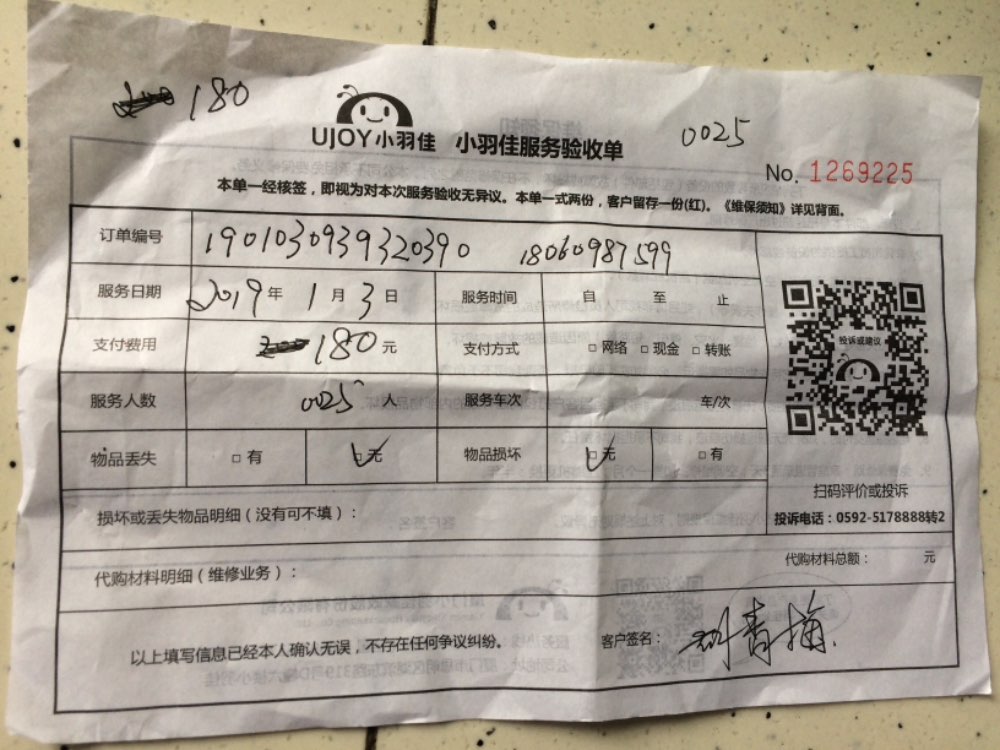 180
UJOY小羽佳 小羽佳服务验收单 0025
No. 1269225
本单一经核签，即视为对本次服务验收无异议。本单一式两份，客户留存一份(红)。《维保须知》详见背面。
订单编号 1901030939320390 18060987599
服务日期 2019年 1月3日 服务时间 自 至 止
支付费用 180元 支付方式 □ 网络 □ 现金 □ 转账
投诉或建议
服务人数 0025 人 服务车次 车/次
物品丢失 □ 有 □ 无 物品损坏 □ 无 □ 有
扫码评价或投诉
损坏或丢失物品明细（没有可不填）：
投诉电话：0592-5178888转2
代购材料明细（维修业务）： 代购材料总额： 元
以上填写信息已经本人确认无误，不存在任何争议纠纷。 客户签名：